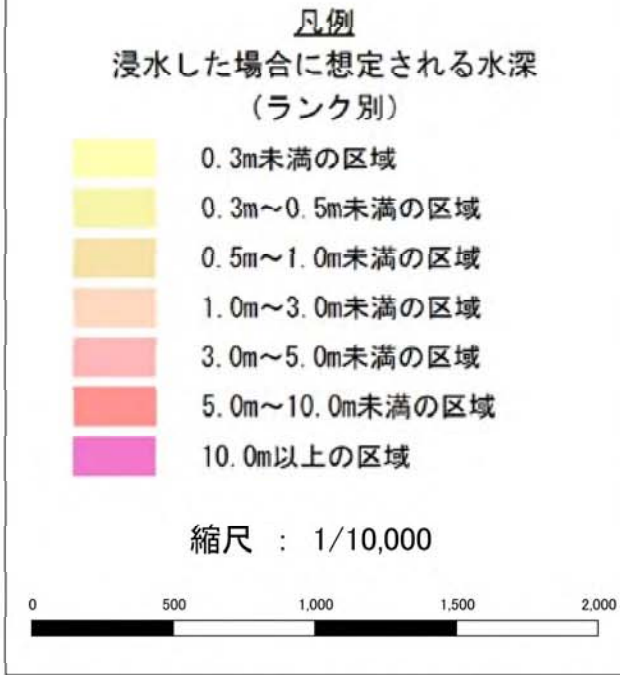 凡例
浸水した場合に想定される水深
(ランク別)
0.3m未満の区域
0.3m～0.5m未満の区域
0.5m～1.0m未満の区域
1.0m～3.0m未満の区域
3.0m～5.0m未満の区域
5.0m～10.0m未満の区域
10.0m以上の区域
縮尺 : 1/10,000
0 500 1,000 1,500 2,000